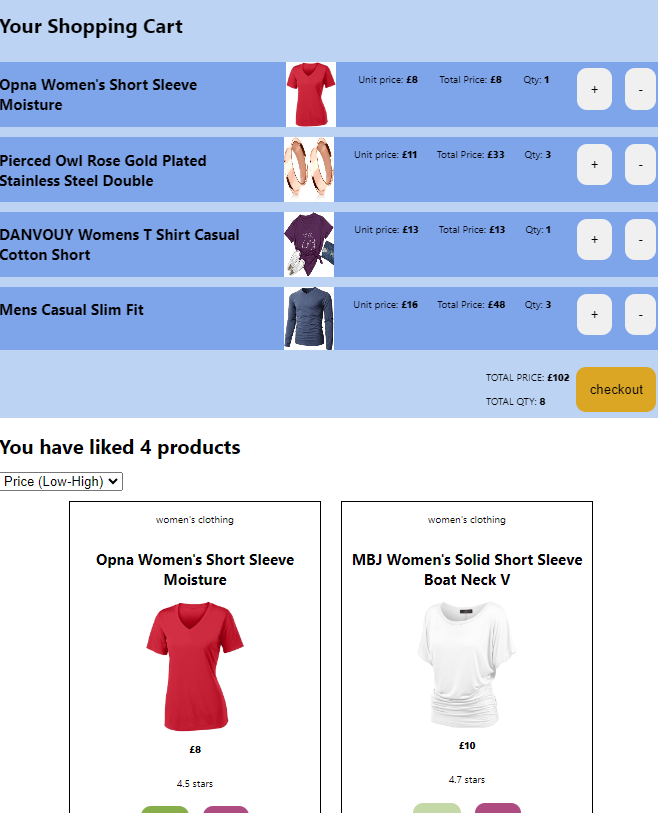 Your Shopping Cart
Opna Women's Short Sleeve
Moisture
Unit price: £8 Total Price: £8 Qty: 1 + -
Pierced Owl Rose Gold Plated
Stainless Steel Double
Unit price: £11 Total Price: £33 Qty: 3 + -
DANVOUY Womens T Shirt Casual
Cotton Short
Unit price: £13 Total Price: £13 Qty: 1 + -
Mens Casual Slim Fit
Unit price: £16 Total Price: £48 Qty: 3 + -
TOTAL PRICE: £102
TOTAL QTY: 8
checkout
You have liked 4 products
Price (Low-High)
women's clothing
Opna Women's Short Sleeve
Moisture
£8
4.5 stars
women's clothing
MBJ Women's Solid Short Sleeve
Boat Neck V
£10
4.7 stars